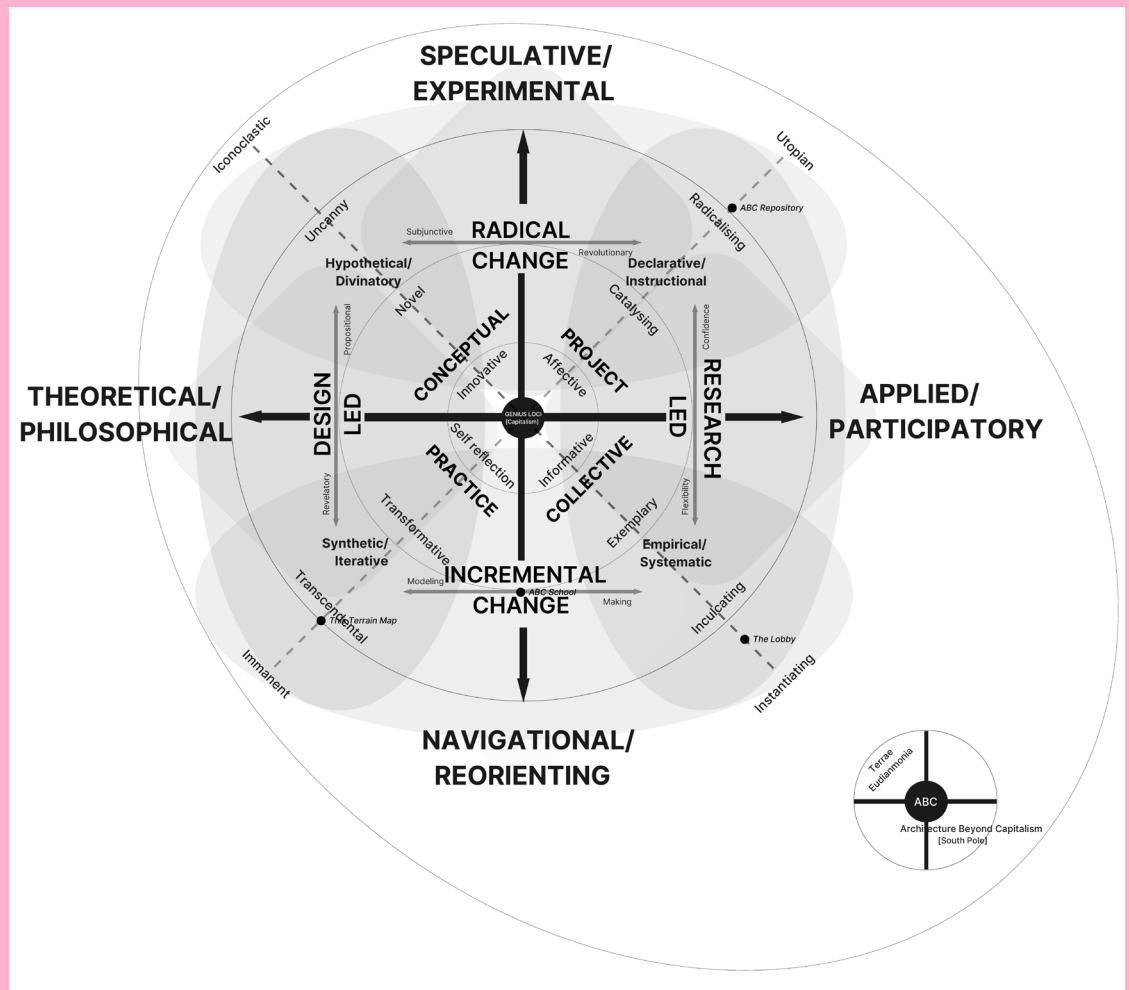 SPECULATIVE/
EXPERIMENTAL
Iconoclastic
Utopian
Uncanny
Radicalising
ABC Repository
Subjunctive
RADICAL
CHANGE
Revolutionary
Hypothetical/
Divinatory
Declarative/
Instructional
Novel
Catalysing
Propositional
Confidence
CONCEPTUAL
PROJECT
Innovative
Affective
THEORETICAL/
PHILOSOPHICAL
DESIGN
LED
GENIUS LOCI
[Capitalism]
LED
RESEARCH
APPLIED/
PARTICIPATORY
Self reflection
Informative
PRACTICE
COLLECTIVE
Revelatory
Flexibility
Transformative
Exemplary
Synthetic/
Iterative
Empirical/
Systematic
Modeling
INCREMENTAL
ABC School
CHANGE
Making
Transcendental
The Terrain Map
Inculcating
The Lobby
Immanent
Instantiating
NAVIGATIONAL/
REORIENTING
Terrae
Eudianmonia
ABC
Architecture Beyond Capitalism
[South Pole]